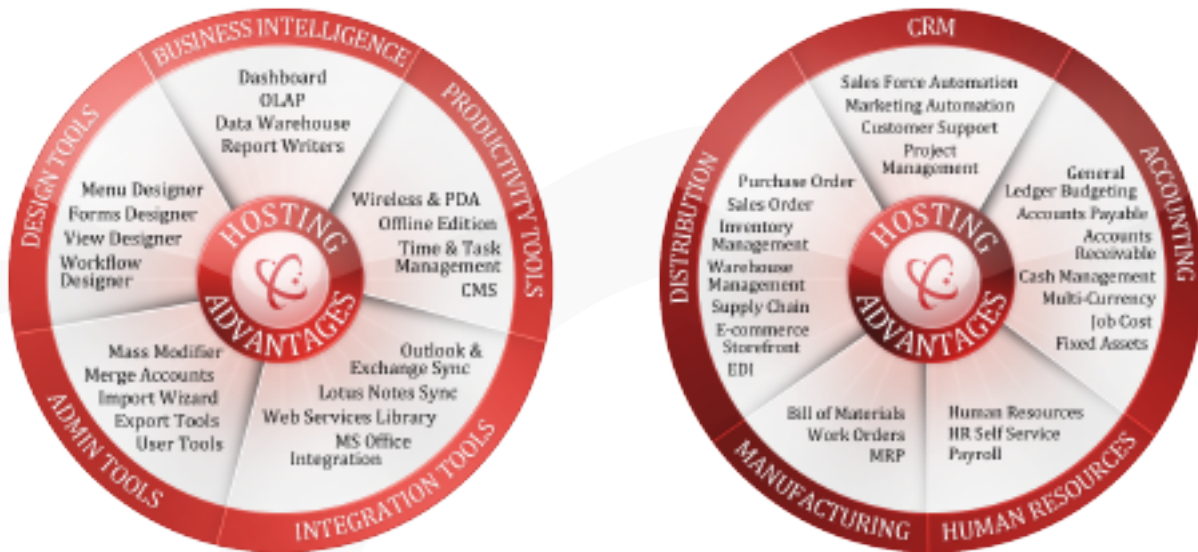 BUSINESS INTELLIGENCE
Dashboard
OLAP
Data Warehouse
Report Writers
PRODUCTIVITY TOOLS
Wireless & PDA
Offline Edition
Time & Task
Management
CMS
INTEGRATION TOOLS
Outlook &
Exchange Sync
Lotus Notes Sync
Web Services Library
MS Office
Integration
ADMIN TOOLS
Mass Modifier
Merge Accounts
Import Wizard
Export Tools
User Tools
DESIGN TOOLS
Menu Designer
Forms Designer
View Designer
Workflow
Designer
HOSTING
ADVANTAGES
CRM
Sales Force Automation
Marketing Automation
Customer Support
Project
Management
ACCOUNTING
General
Ledger Budgeting
Accounts Payable
Accounts
Receivable
Cash Management
Multi-Currency
Job Cost
Fixed Assets
HUMAN RESOURCES
Human Resources
HR Self Service
Payroll
MANUFACTURING
Bill of Materials
Work Orders
MRP
DISTRIBUTION
Purchase Order
Sales Order
Inventory
Management
Warehouse
Management
Supply Chain
E-commerce
Storefront
EDI
HOSTING
ADVANTAGES